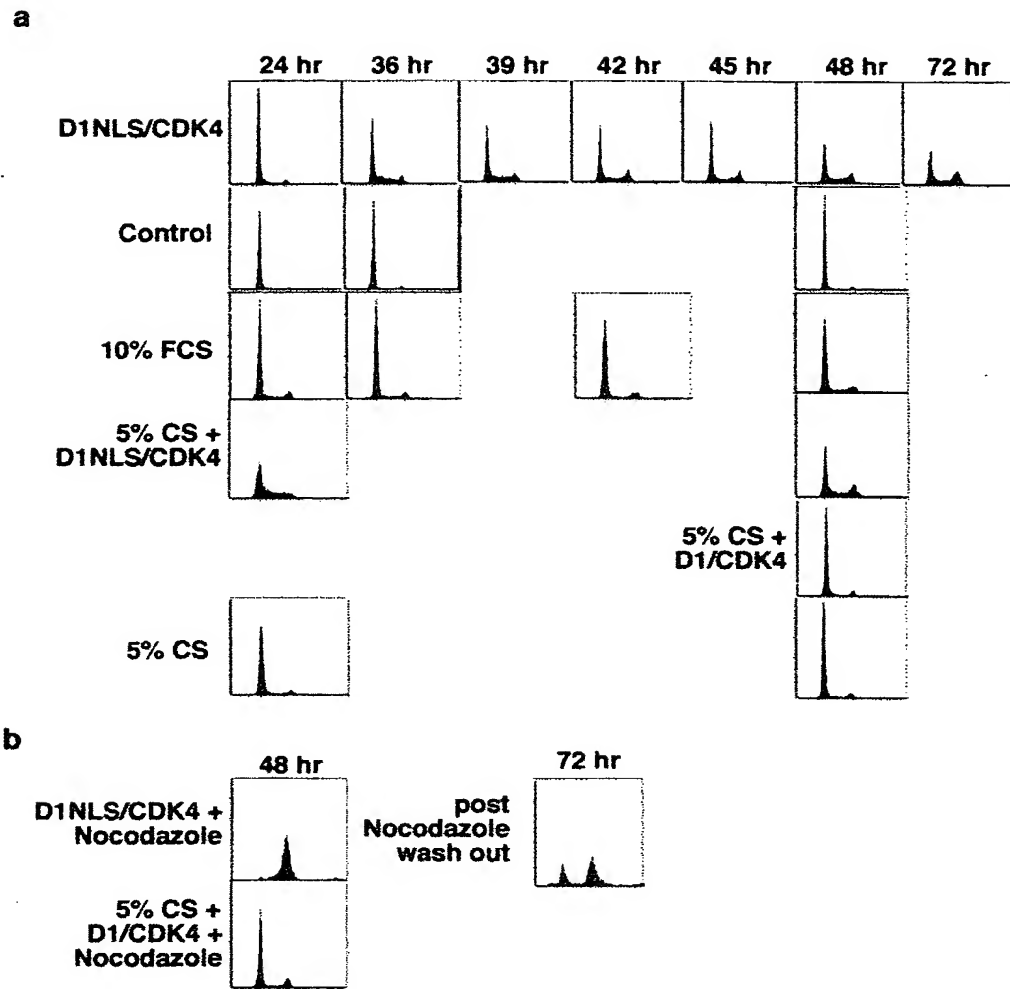 a
24 hr 36 hr 39 hr 42 hr 45 hr 48 hr 72 hr
D1NLS/CDK4
Control
10% FCS
5% CS +
D1NLS/CDK4
5% CS +
D1/CDK4
5% CS
b
48 hr
72 hr
D1NLS/CDK4 +
Nocodazole
post
Nocodazole
wash out
5% CS +
D1/CDK4 +
Nocodazole